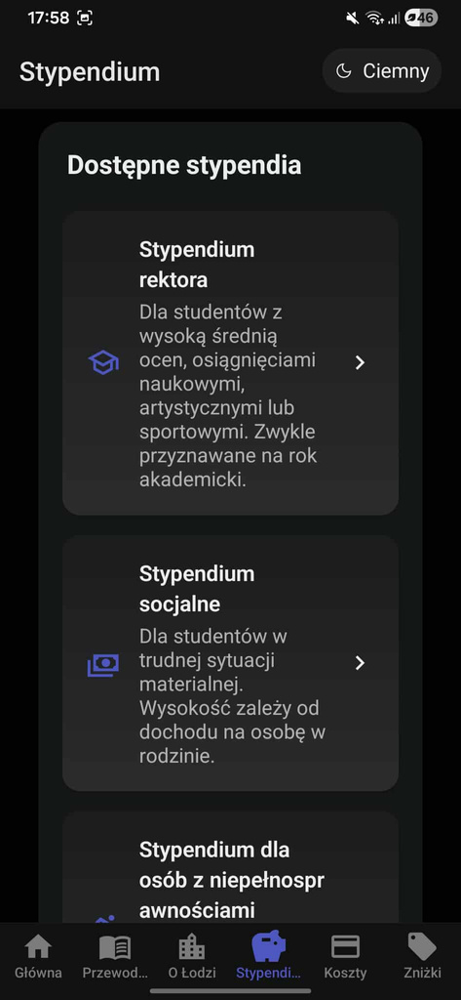 17:58
46
Stypendium
Ciemny
Dostępne stypendia
Stypendium
rektora
Dla studentów z
wysoką średnią
ocen, osiągnięciami
naukowymi,
artystycznymi lub
sportowymi. Zwykle
przyznawane na rok
akademicki.
Stypendium
socjalne
Dla studentów w
trudnej sytuacji
materialnej.
Wysokość zależy od
dochodu na osobę w
rodzinie.
Stypendium dla
osób z niepełnospr
awnościami
Główna
Przewod...
O Łodzi
Stypendi...
Koszty
Zniżki